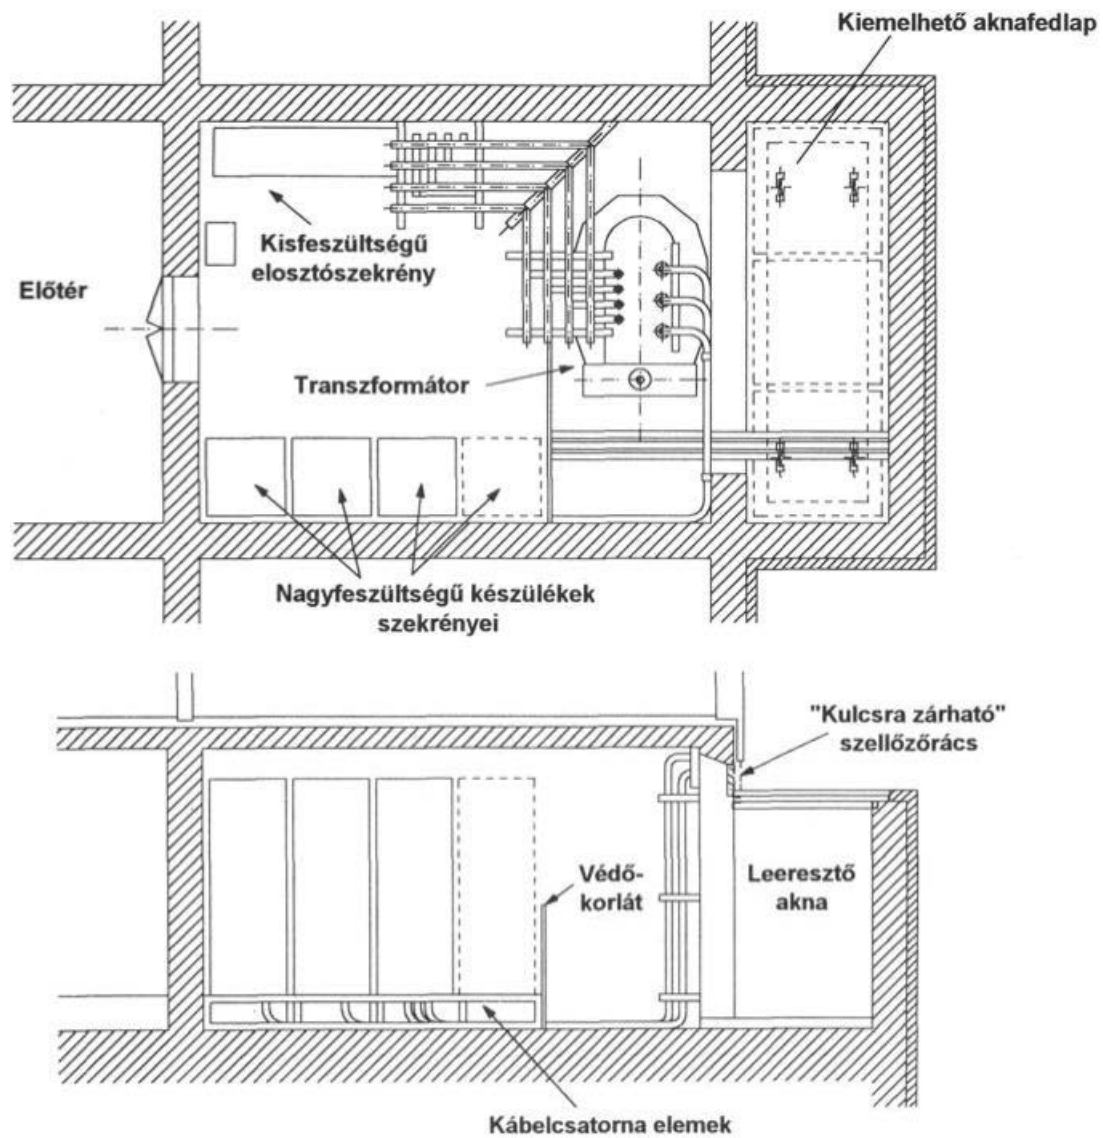 Kiemelhető aknafedlap
Kisfeszültségű
elosztószekrény
Előtér
Transzformátor
Nagyfeszültségű készülékek
szekrényei
"Kulcsra zárható"
szellőzőrács
Védő-
korlát
Leeresztő
akna
Kábelcsatorna elemek